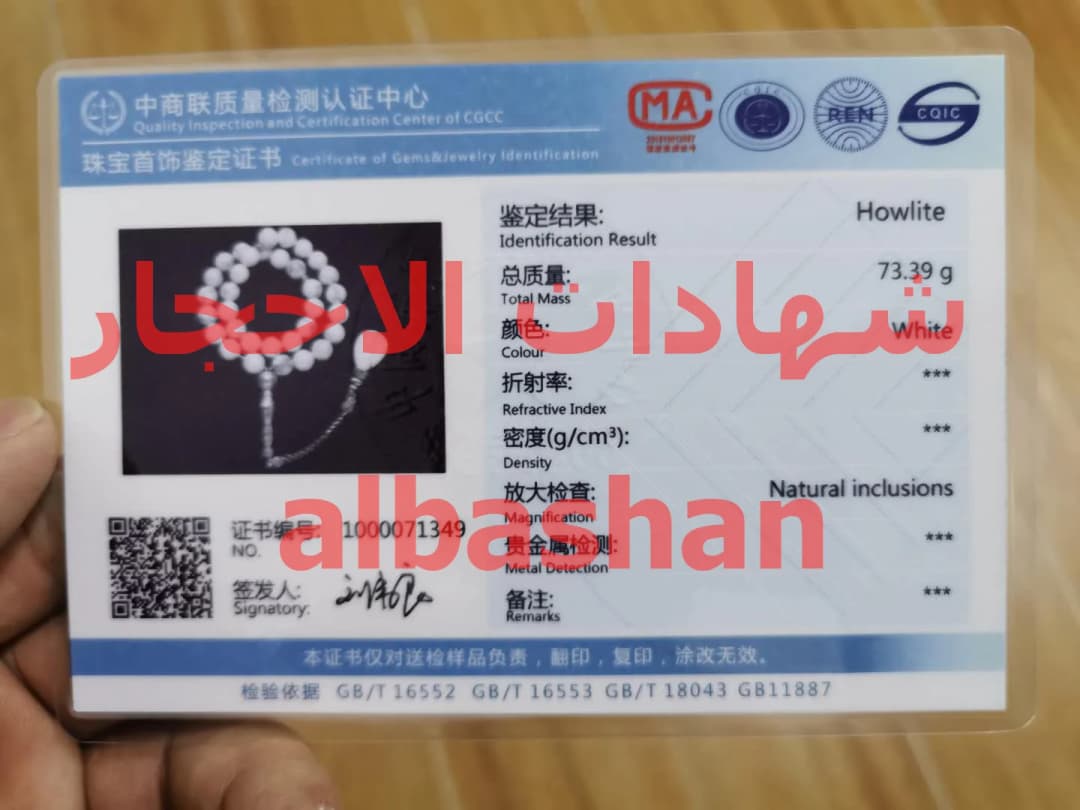 中商联质量检测认证中心
Quality Inspection and Certification Center of CGCC
珠宝首饰鉴定证书 Certificate of Gems&Jewelry Identification
MA
REN
CQIC
鉴定结果: Howlite
Identification Result
总质量: 73.39 g
Total Mass
颜色: White
Colour
折射率: ***
Refractive Index
密度(g/cm³): ***
Density
放大检查: Natural inclusions
Magnification
贵金属检测: ***
Metal Detection
备注: ***
Remarks
شهادات الاحجار
albashan
证书编号: 1000071349
NO.
签发人:
Signatory:
本证书仅对送检样品负责，翻印，复印，涂改无效。
检验依据 GB/T 16552 GB/T 16553 GB/T 18043 GB11887